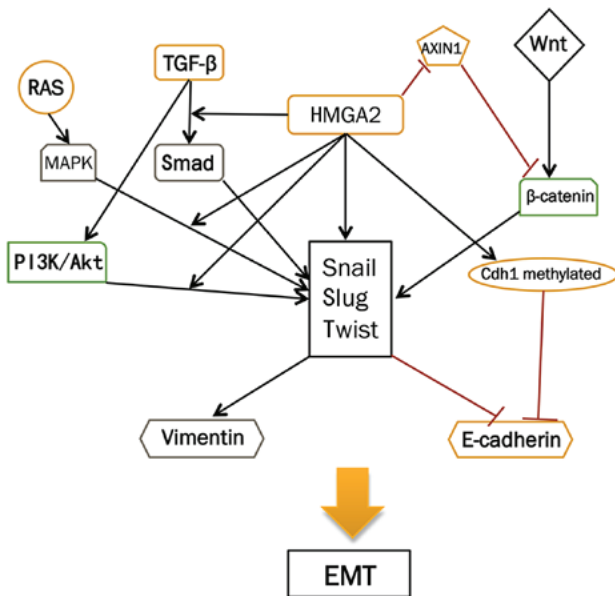 AXIN1
Wnt
TGF-β
RAS
HMGA2
MAPK
Smad
β-catenin
PI3K/Akt
Snail
Slug
Twist
Cdh1 methylated
Vimentin
E-cadherin
EMT